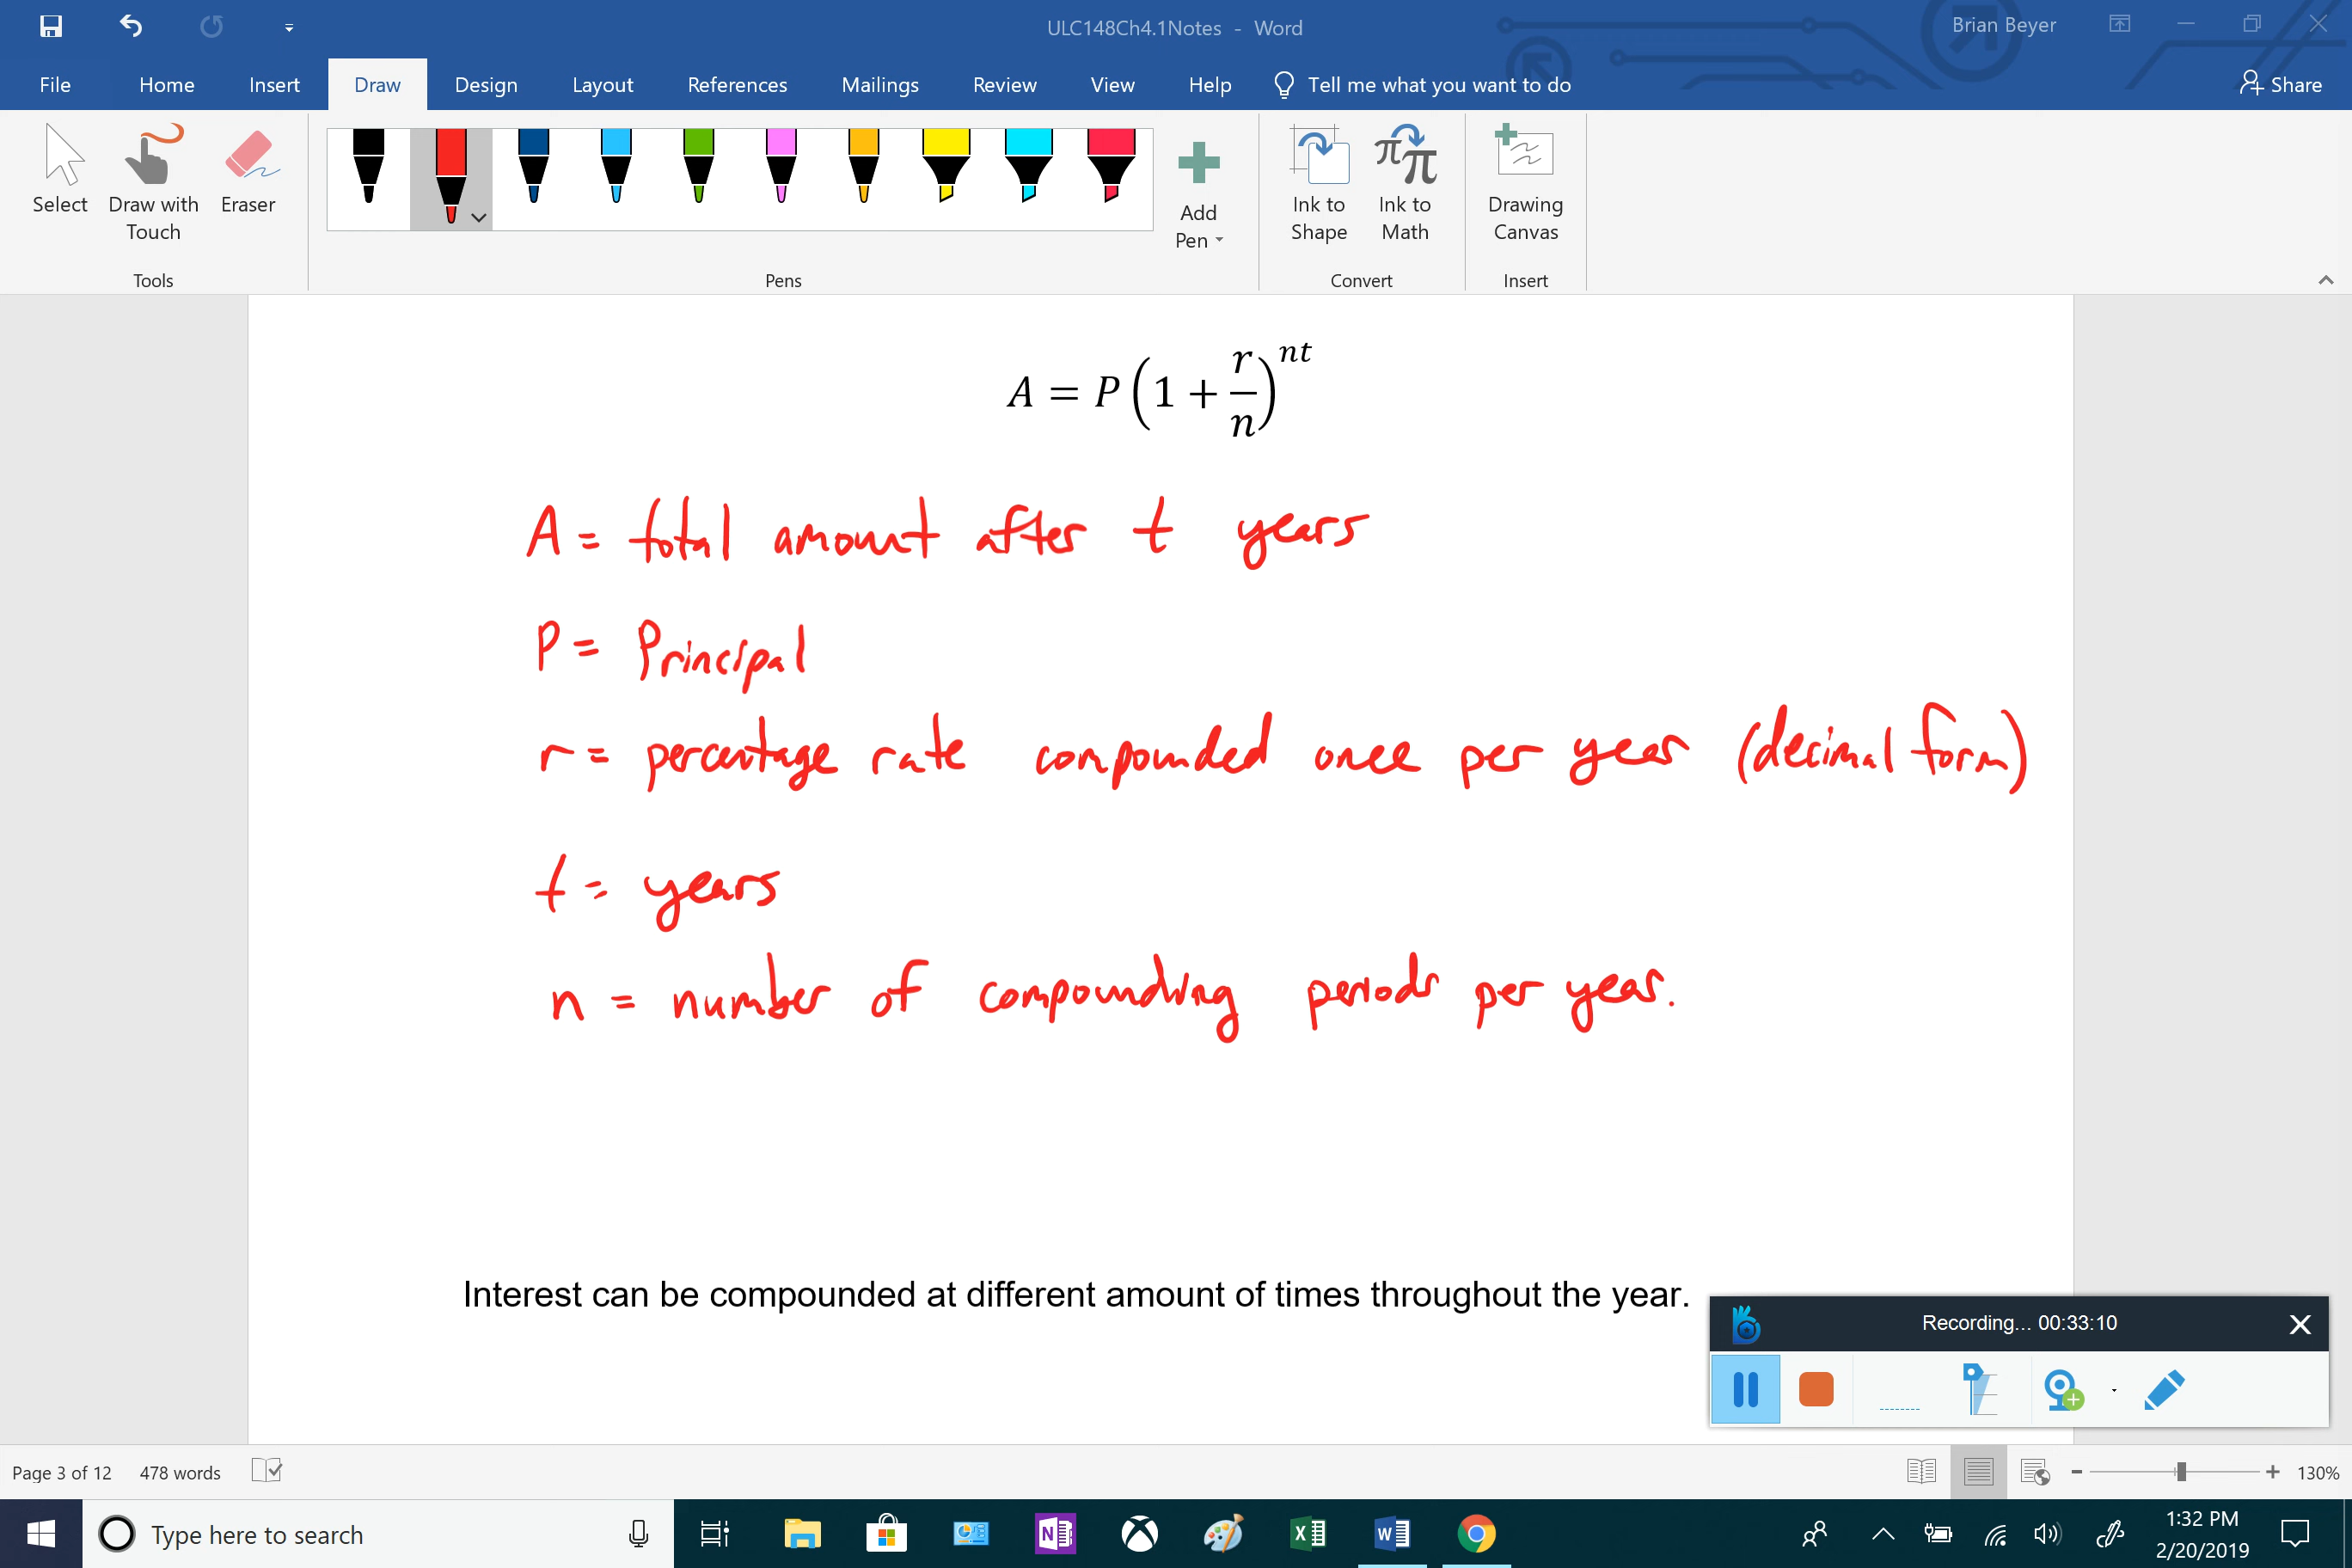 ULC148Ch4.1Notes - Word
Brian Beyer
File Home Insert Draw Design Layout References Mailings Review View Help Tell me what you want to do Share
Select Draw with Touch Eraser
Add Pen
Ink to Shape Ink to Math
Drawing Canvas
Tools Pens Convert Insert
A = P(1 + r/n)^nt
A = total amount after t years
P = Principal
r = percentage rate compounded once per year (decimal form)
t = years
n = number of compounding periods per year.
Interest can be compounded at different amount of times throughout the year.
Recording... 00:33:10
Page 3 of 12 478 words
130%
Type here to search
1:32 PM
2/20/2019